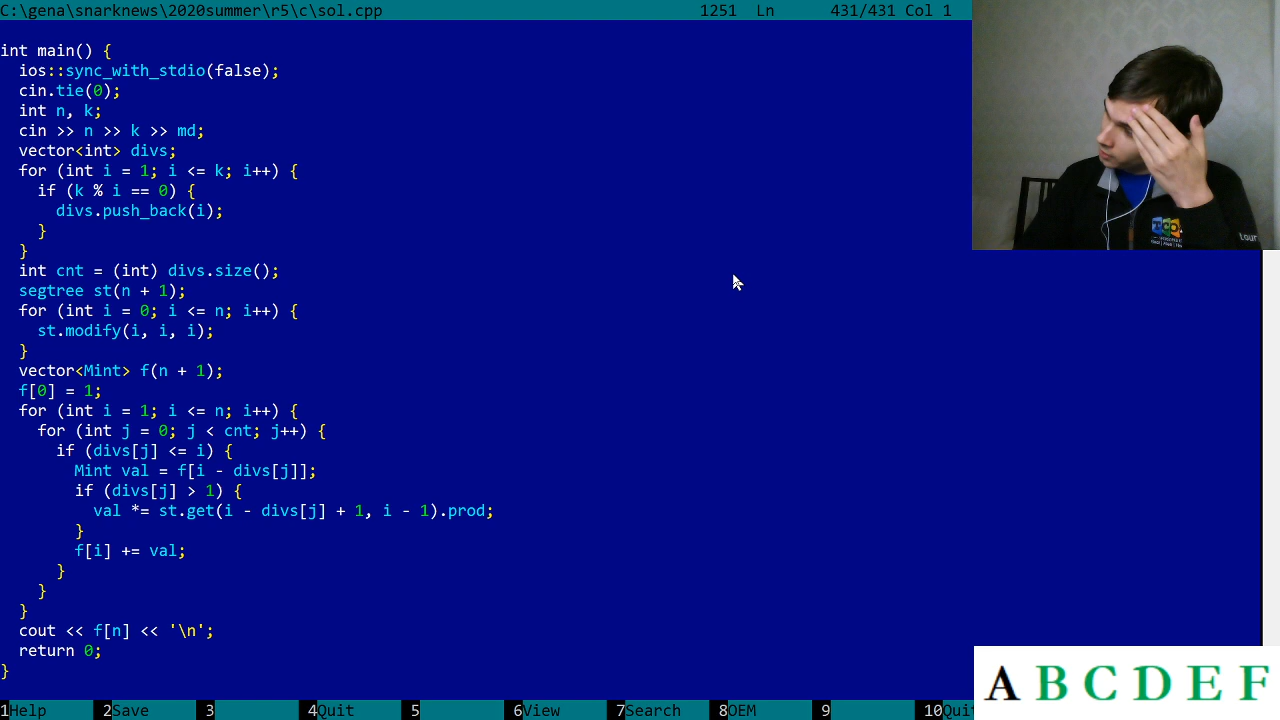 C:\gena\snarknews\2020summer\r5\c\sol.cpp 1251 Ln 431/431 Col 1
int main() {
  ios::sync_with_stdio(false);
  cin.tie(0);
  int n, k;
  cin >> n >> k >> md;
  vector<int> divs;
  for (int i = 1; i <= k; i++) {
    if (k % i == 0) {
      divs.push_back(i);
    }
  }
  int cnt = (int) divs.size();
  segtree st(n + 1);
  for (int i = 0; i <= n; i++) {
    st.modify(i, i, i);
  }
  vector<Mint> f(n + 1);
  f[0] = 1;
  for (int i = 1; i <= n; i++) {
    for (int j = 0; j < cnt; j++) {
      if (divs[j] <= i) {
        Mint val = f[i - divs[j]];
        if (divs[j] > 1) {
          val *= st.get(i - divs[j] + 1, i - 1).prod;
        }
        f[i] += val;
      }
    }
  }
  cout << f[n] << '\n';
  return 0;
}
1Help 2Save 3 4Quit 5 6View 7Search 8OEM 9 10Quit
A B C D E F